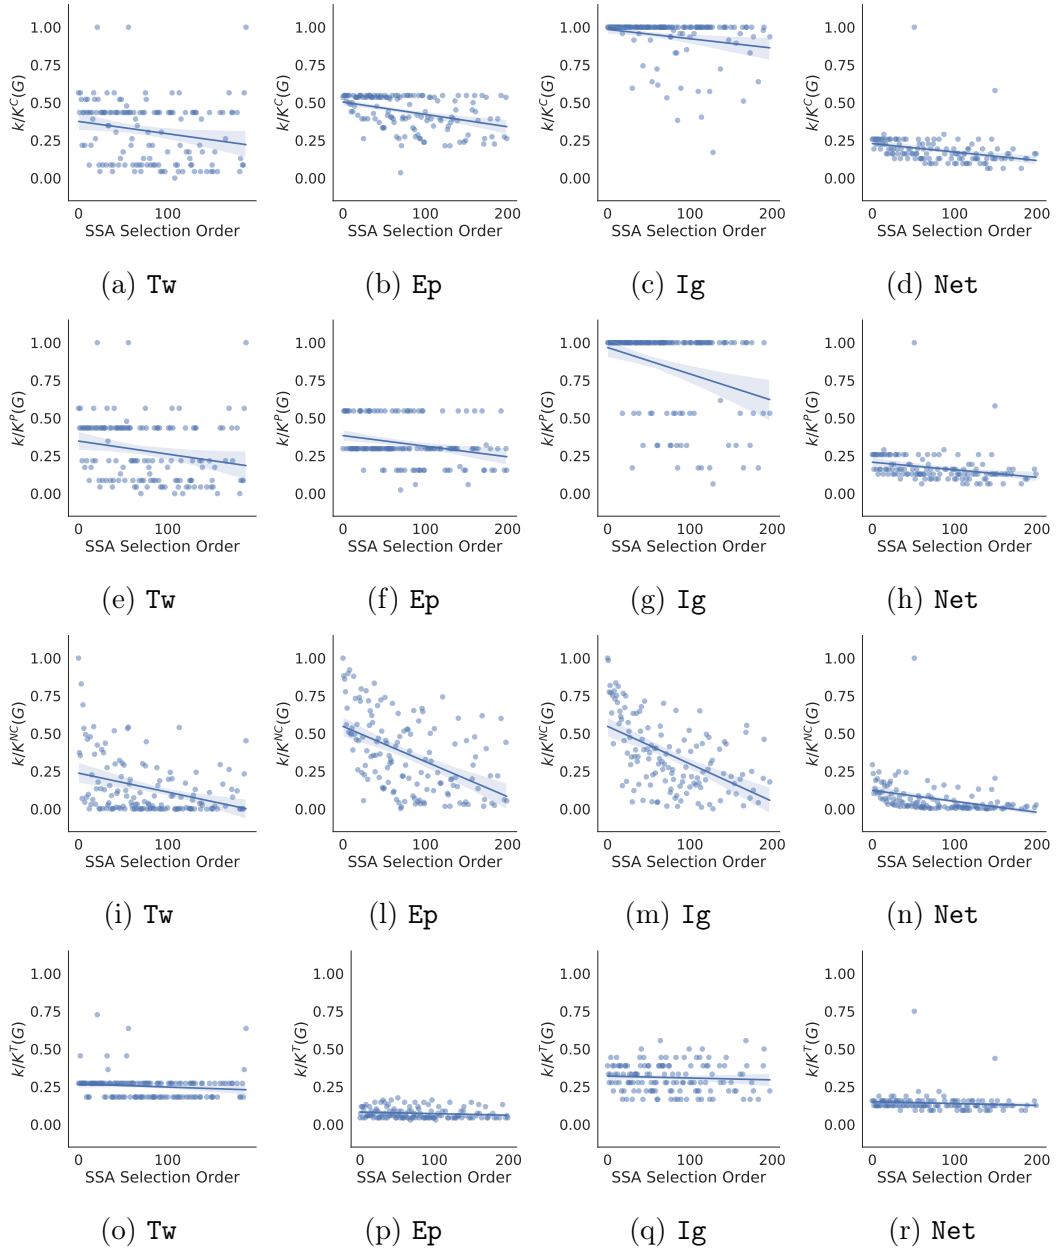 1.00 1.00 1.00 1.00
0.75 0.75 0.75 0.75
0.50 0.50 0.50 0.50
0.25 0.25 0.25 0.25
0.00 0.00 0.00 0.00
k/K^C(G) k/K^C(G) k/K^C(G) k/K^C(G)
0 100 0 100 200 0 100 200 0 100 200
SSA Selection Order SSA Selection Order SSA Selection Order SSA Selection Order
(a) Tw (b) Ep (c) Ig (d) Net
1.00 1.00 1.00 1.00
0.75 0.75 0.75 0.75
0.50 0.50 0.50 0.50
0.25 0.25 0.25 0.25
0.00 0.00 0.00 0.00
k/K^P(G) k/K^P(G) k/K^P(G) k/K^P(G)
0 100 0 100 200 0 100 200 0 100 200
SSA Selection Order SSA Selection Order SSA Selection Order SSA Selection Order
(e) Tw (f) Ep (g) Ig (h) Net
1.00 1.00 1.00 1.00
0.75 0.75 0.75 0.75
0.50 0.50 0.50 0.50
0.25 0.25 0.25 0.25
0.00 0.00 0.00 0.00
k/K^NC(G) k/K^NC(G) k/K^NC(G) k/K^NC(G)
0 100 0 100 200 0 100 200 0 100 200
SSA Selection Order SSA Selection Order SSA Selection Order SSA Selection Order
(i) Tw (l) Ep (m) Ig (n) Net
1.00 1.00 1.00 1.00
0.75 0.75 0.75 0.75
0.50 0.50 0.50 0.50
0.25 0.25 0.25 0.25
0.00 0.00 0.00 0.00
k/K^T(G) k/K^T(G) k/K^T(G) k/K^T(G)
0 100 0 100 200 0 100 200 0 100 200
SSA Selection Order SSA Selection Order SSA Selection Order SSA Selection Order
(o) Tw (p) Ep (q) Ig (r) Net